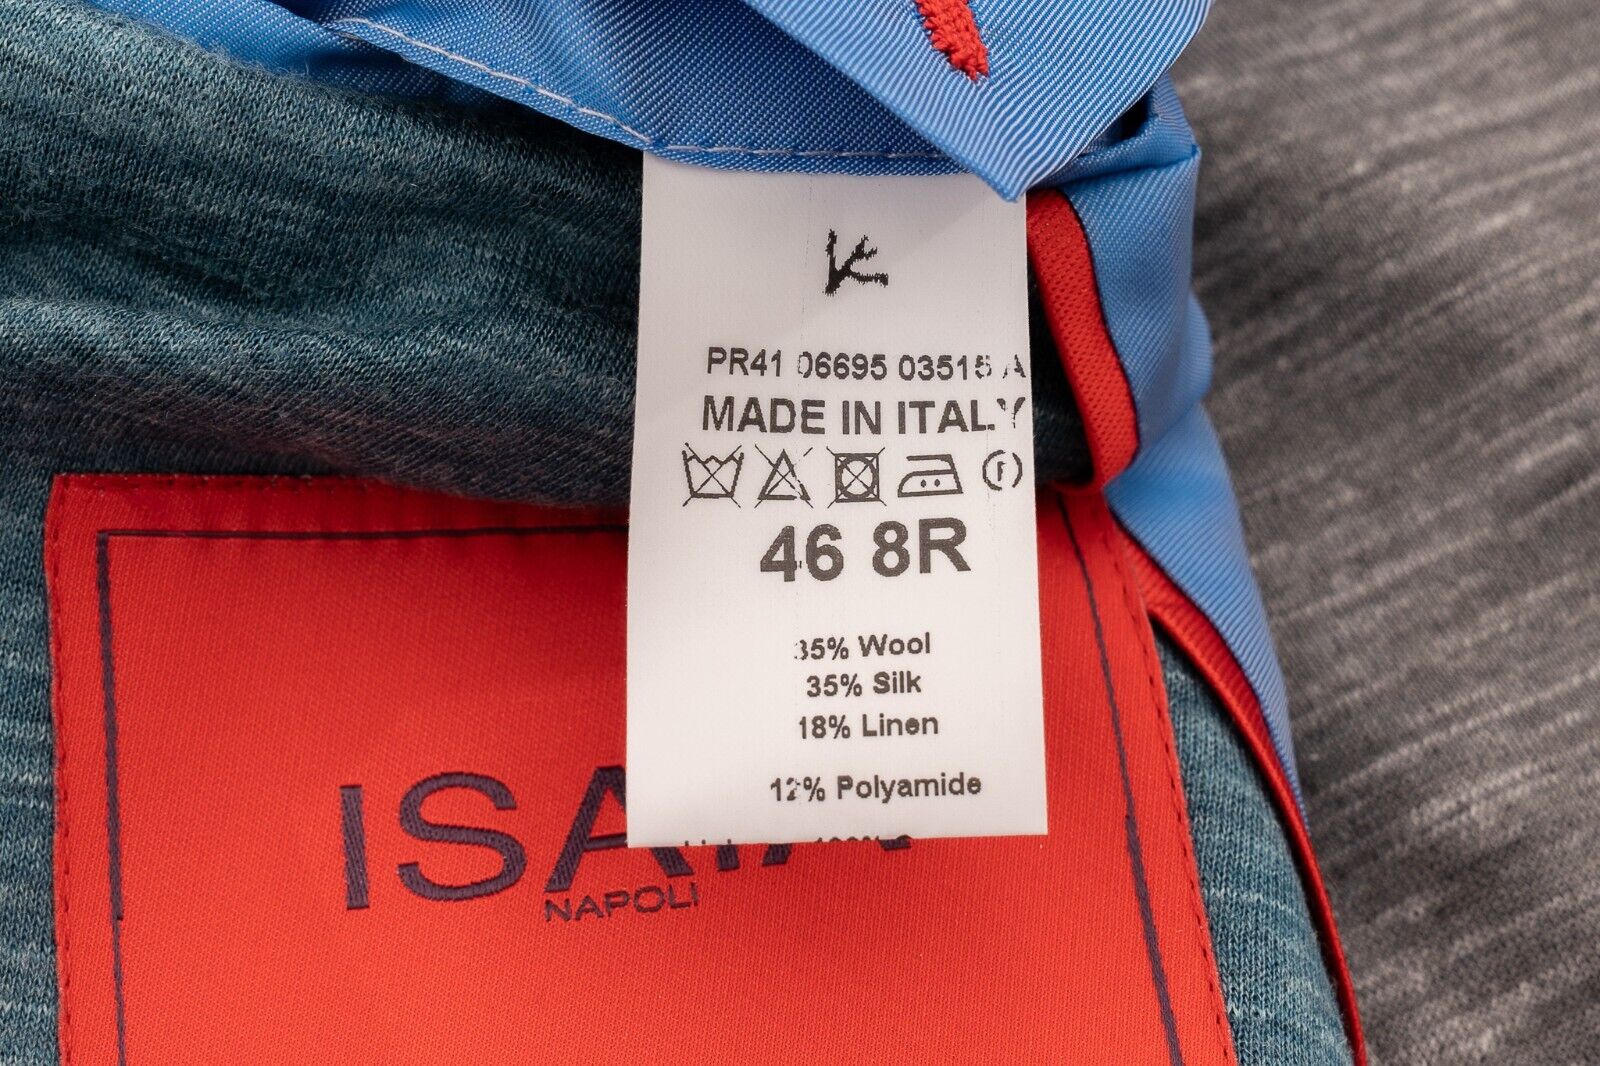 PR41 06695 03515 A
MADE IN ITALY
46 8R
35% Wool
35% Silk
18% Linen
12% Polyamide
ISAIA
NAPOLI